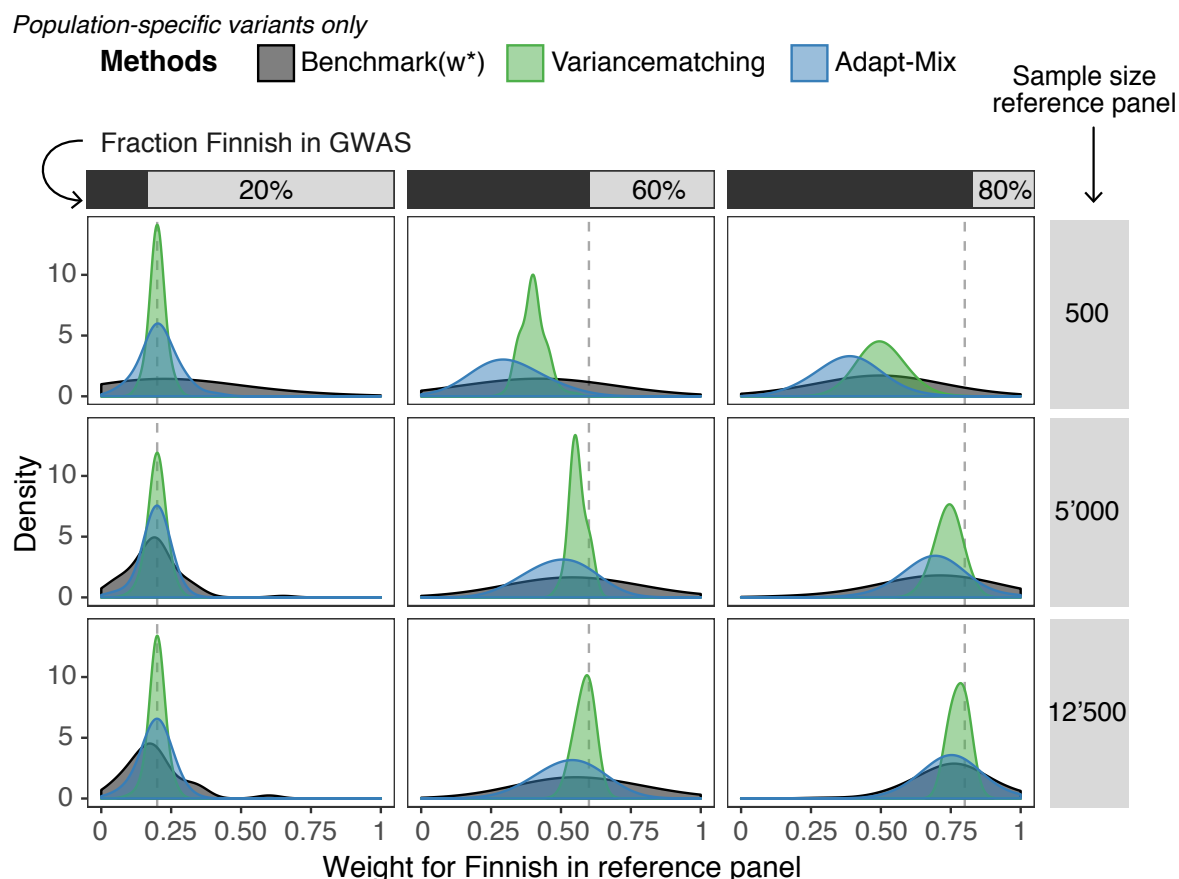 Population-specific variants only
Methods Benchmark(w*) Variancematching Adapt-Mix
Sample size
reference panel
Fraction Finnish in GWAS
20% 60% 80%
10
5
0
500
10
5
0
5'000
10
5
0
12'500
Density
0 0.25 0.50 0.75 1 0 0.25 0.50 0.75 1 0 0.25 0.50 0.75 1
Weight for Finnish in reference panel